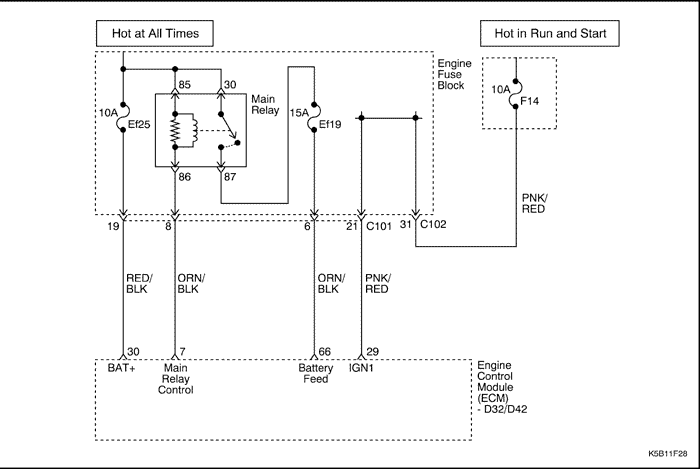 Hot at All Times
Hot in Run and Start
Engine
Fuse
Block
85
30
Main
Relay
10A
Ef25
15A
Ef19
10A
F14
86
87
PNK/
RED
19
8
6
21
C101
31
C102
RED/
BLK
ORN/
BLK
ORN/
BLK
PNK/
RED
30
7
66
29
BAT+
Main
Relay
Control
Battery
Feed
IGN1
Engine
Control
Module
(ECM)
- D32/D42
K5B11F28